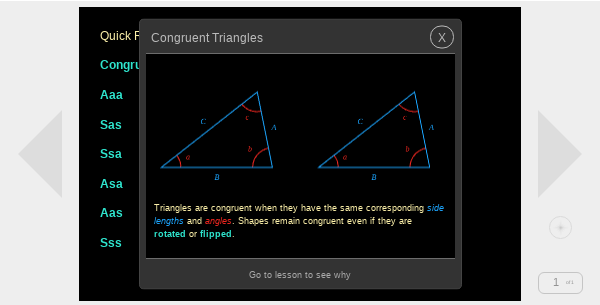 Quick
Congruent Triangles
X
Congru
Aaa
Sas
Ssa
Asa
Aas
Sss
C
c
A
a
b
B
C
c
A
a
b
B
Triangles are congruent when they have the same corresponding side
lengths and angles. Shapes remain congruent even if they are
rotated or flipped.
Go to lesson to see why
1 of 1